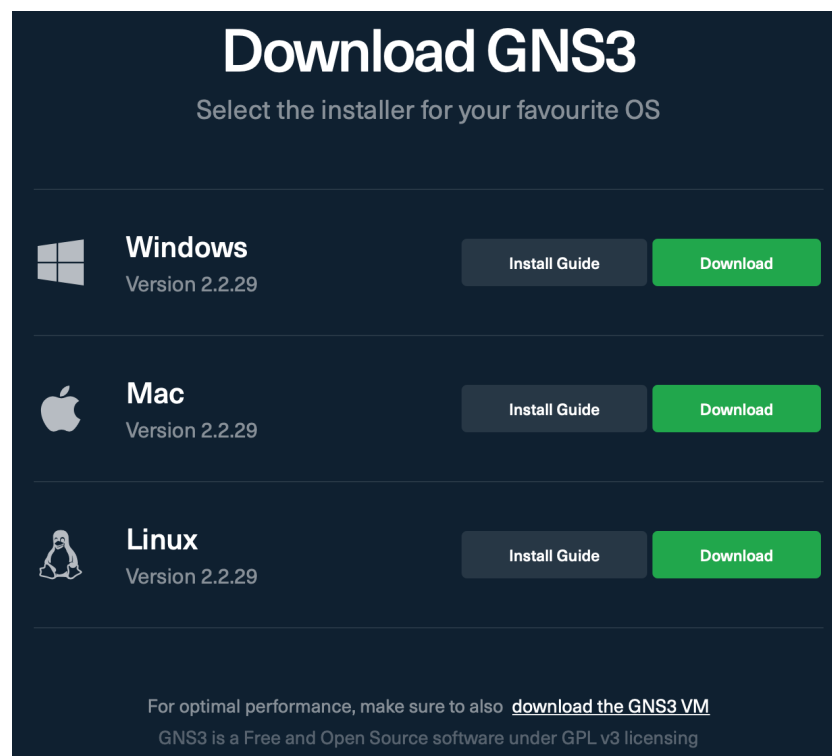 Download GNS3
Select the installer for your favourite OS
Windows
Version 2.2.29
Install Guide
Download
Mac
Version 2.2.29
Install Guide
Download
Linux
Version 2.2.29
Install Guide
Download
For optimal performance, make sure to also download the GNS3 VM
GNS3 is a Free and Open Source software under GPL v3 licensing